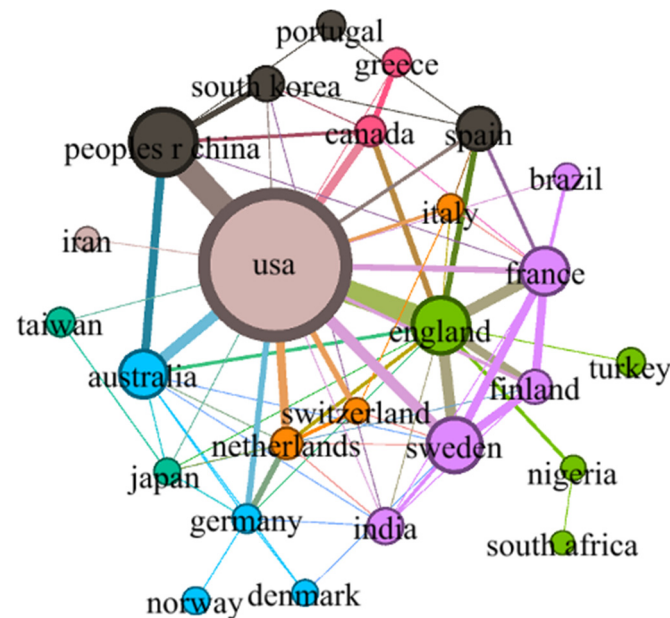 portugal
greece
south korea
canada
spain
peoples r china
brazil
italy
iran
usa
france
taiwan
england
australia
turkey
finland
switzerland
netherlands
sweden
japan
nigeria
germany
india
south africa
norway
denmark